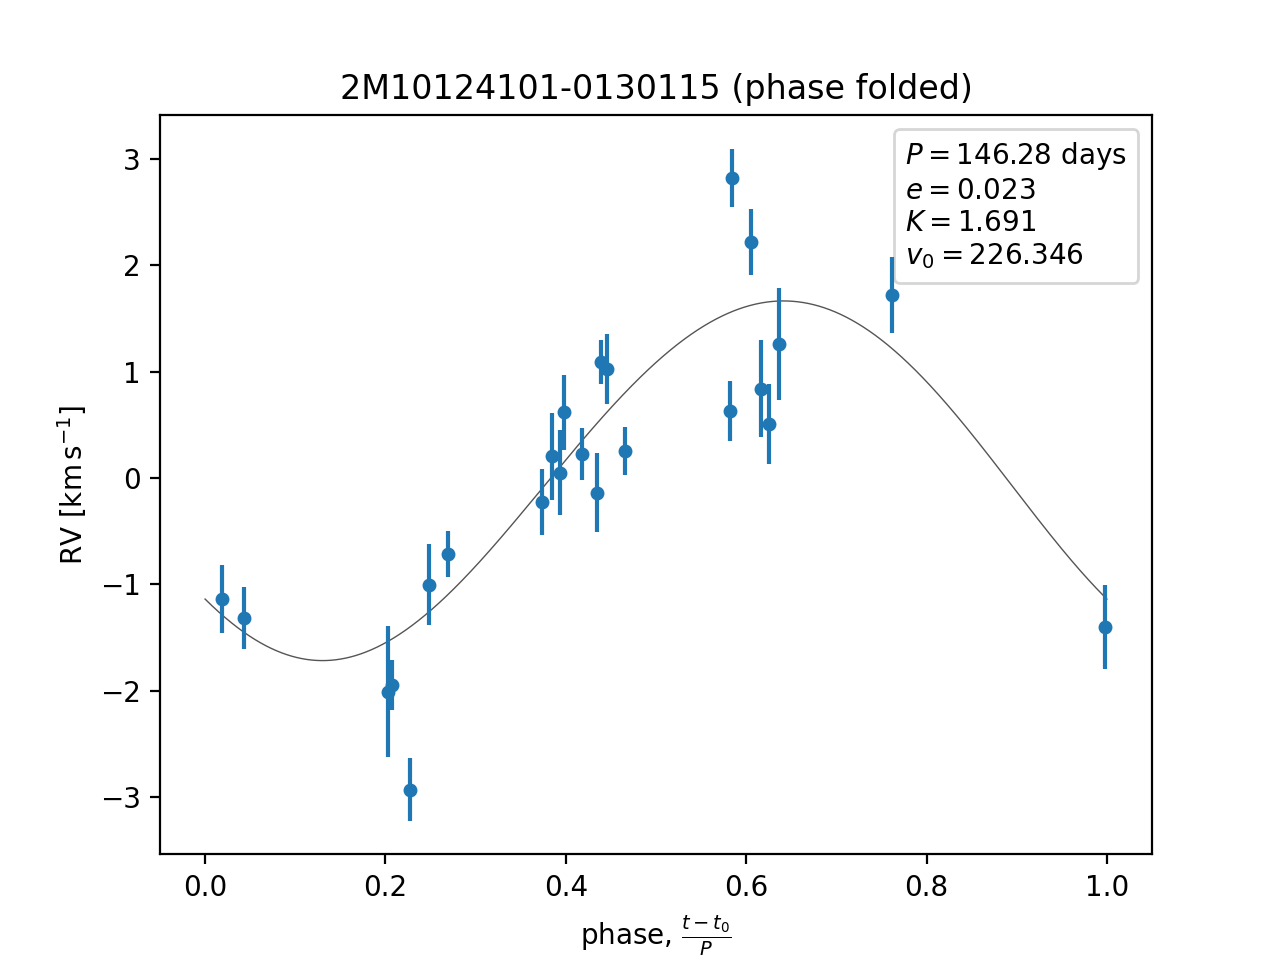 2M10124101-0130115 (phase folded)
P = 146.28 days
e = 0.023
K = 1.691
v₀ = 226.346
3
2
1
0
−1
−2
−3
RV [km s⁻¹]
0.0 0.2 0.4 0.6 0.8 1.0
phase, (t − t₀)/P